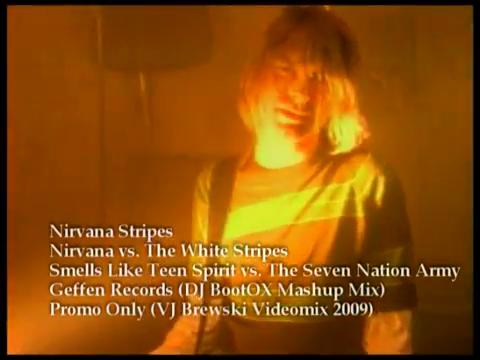 Nirvana Stripes
Nirvana vs. The White Stripes
Smells Like Teen Spirit vs. The Seven Nation Army
Geffen Records (DJ BootOX Mashup Mix)
Promo Only (VJ Brewski Videomix 2009)